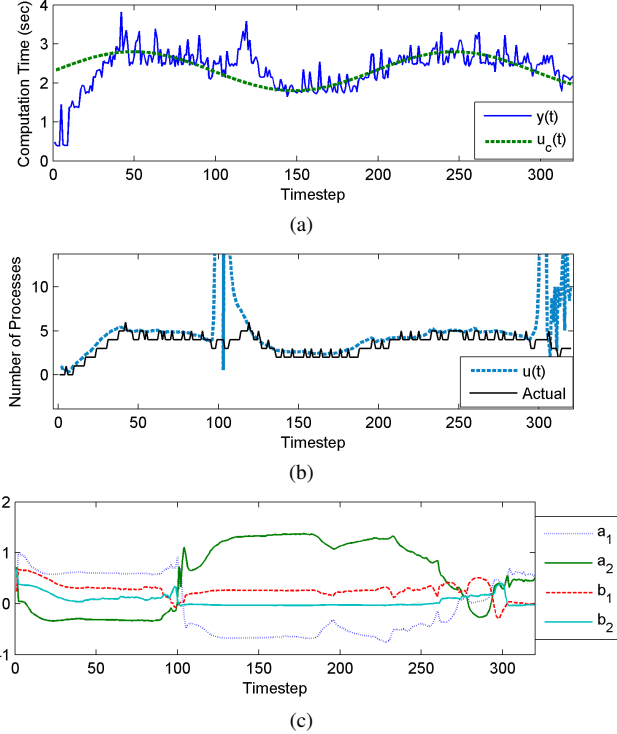 4
3
2
1
0
Computation Time (sec)
0 50 100 150 200 250 300
Timestep
y(t)
u_c(t)
(a)
10
5
0
Number of Processes
0 50 100 150 200 250 300
Timestep
u(t)
Actual
(b)
2
1
0
-1
0 50 100 150 200 250 300
Timestep
a_1
a_2
b_1
b_2
(c)